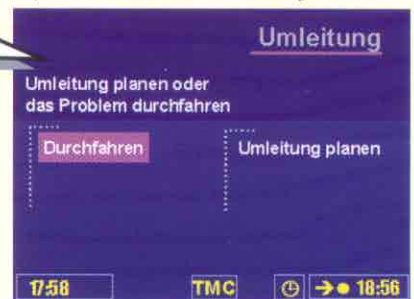 Umleitung
Umleitung planen oder
das Problem durchfahren
Durchfahren
Umleitung planen
17:58
TMC
18:56